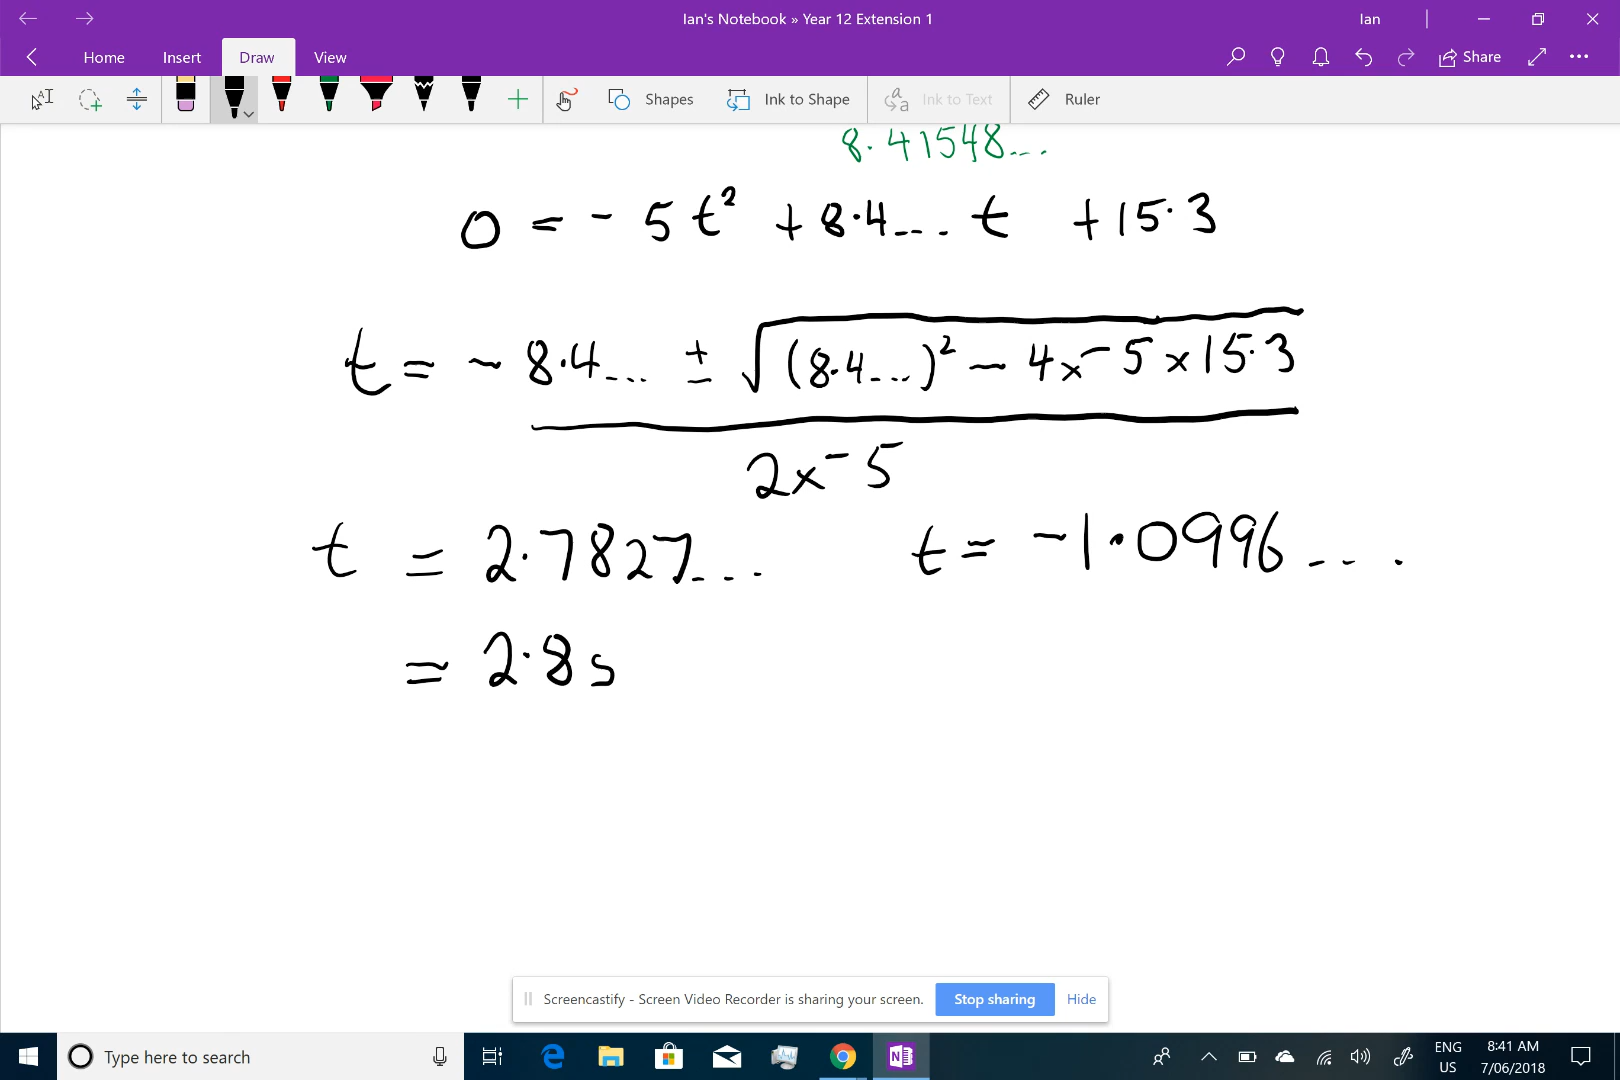 Ian's Notebook » Year 12 Extension 1
Ian
Home Insert Draw View
Share
Shapes Ink to Shape Ink to Text Ruler
8.41548...
0 = - 5t² + 8.4... t + 15.3
t = - 8.4... ± √(8.4...)² - 4 x -5 x 15.3
2 x -5
t = 2.7827... t = -1.0996....
= 2.8 s
Screencastify - Screen Video Recorder is sharing your screen. Stop sharing Hide
Type here to search
ENG
US
8:41 AM
7/06/2018